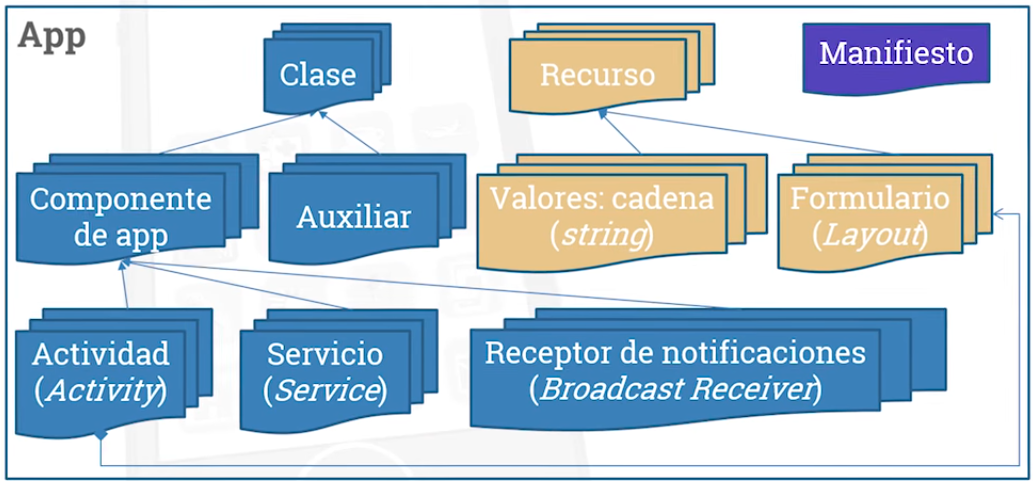 App
Clase
Recurso
Manifiesto
Componente
de app
Auxiliar
Valores: cadena
(string)
Formulario
(Layout)
Actividad
(Activity)
Servicio
(Service)
Receptor de notificaciones
(Broadcast Receiver)